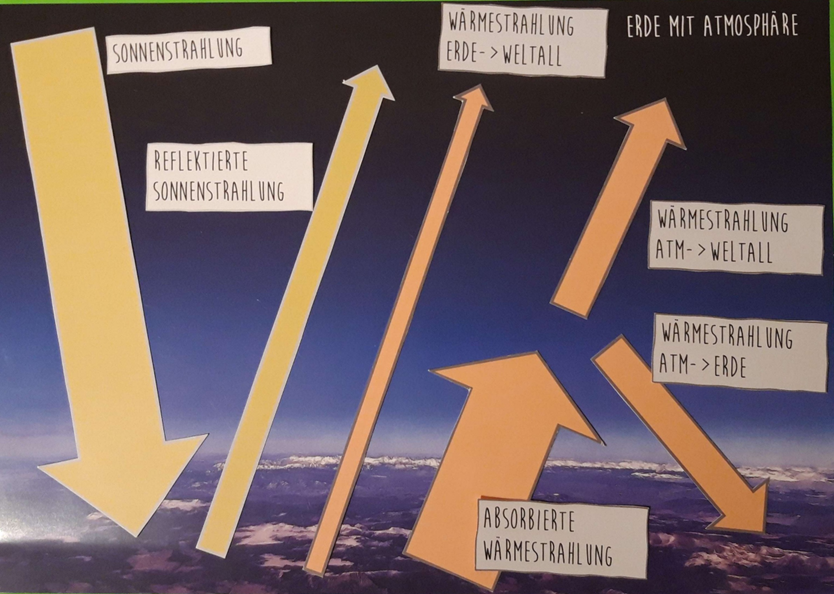 SONNENSTRAHLUNG
WÄRMESTRAHLUNG
ERDE->WELTALL
ERDE MIT ATMOSPHÄRE
REFLEKTIERTE
SONNENSTRAHLUNG
WÄRMESTRAHLUNG
ATM->WELTALL
WÄRMESTRAHLUNG
ATM->ERDE
ABSORBIERTE
WÄRMESTRAHLUNG